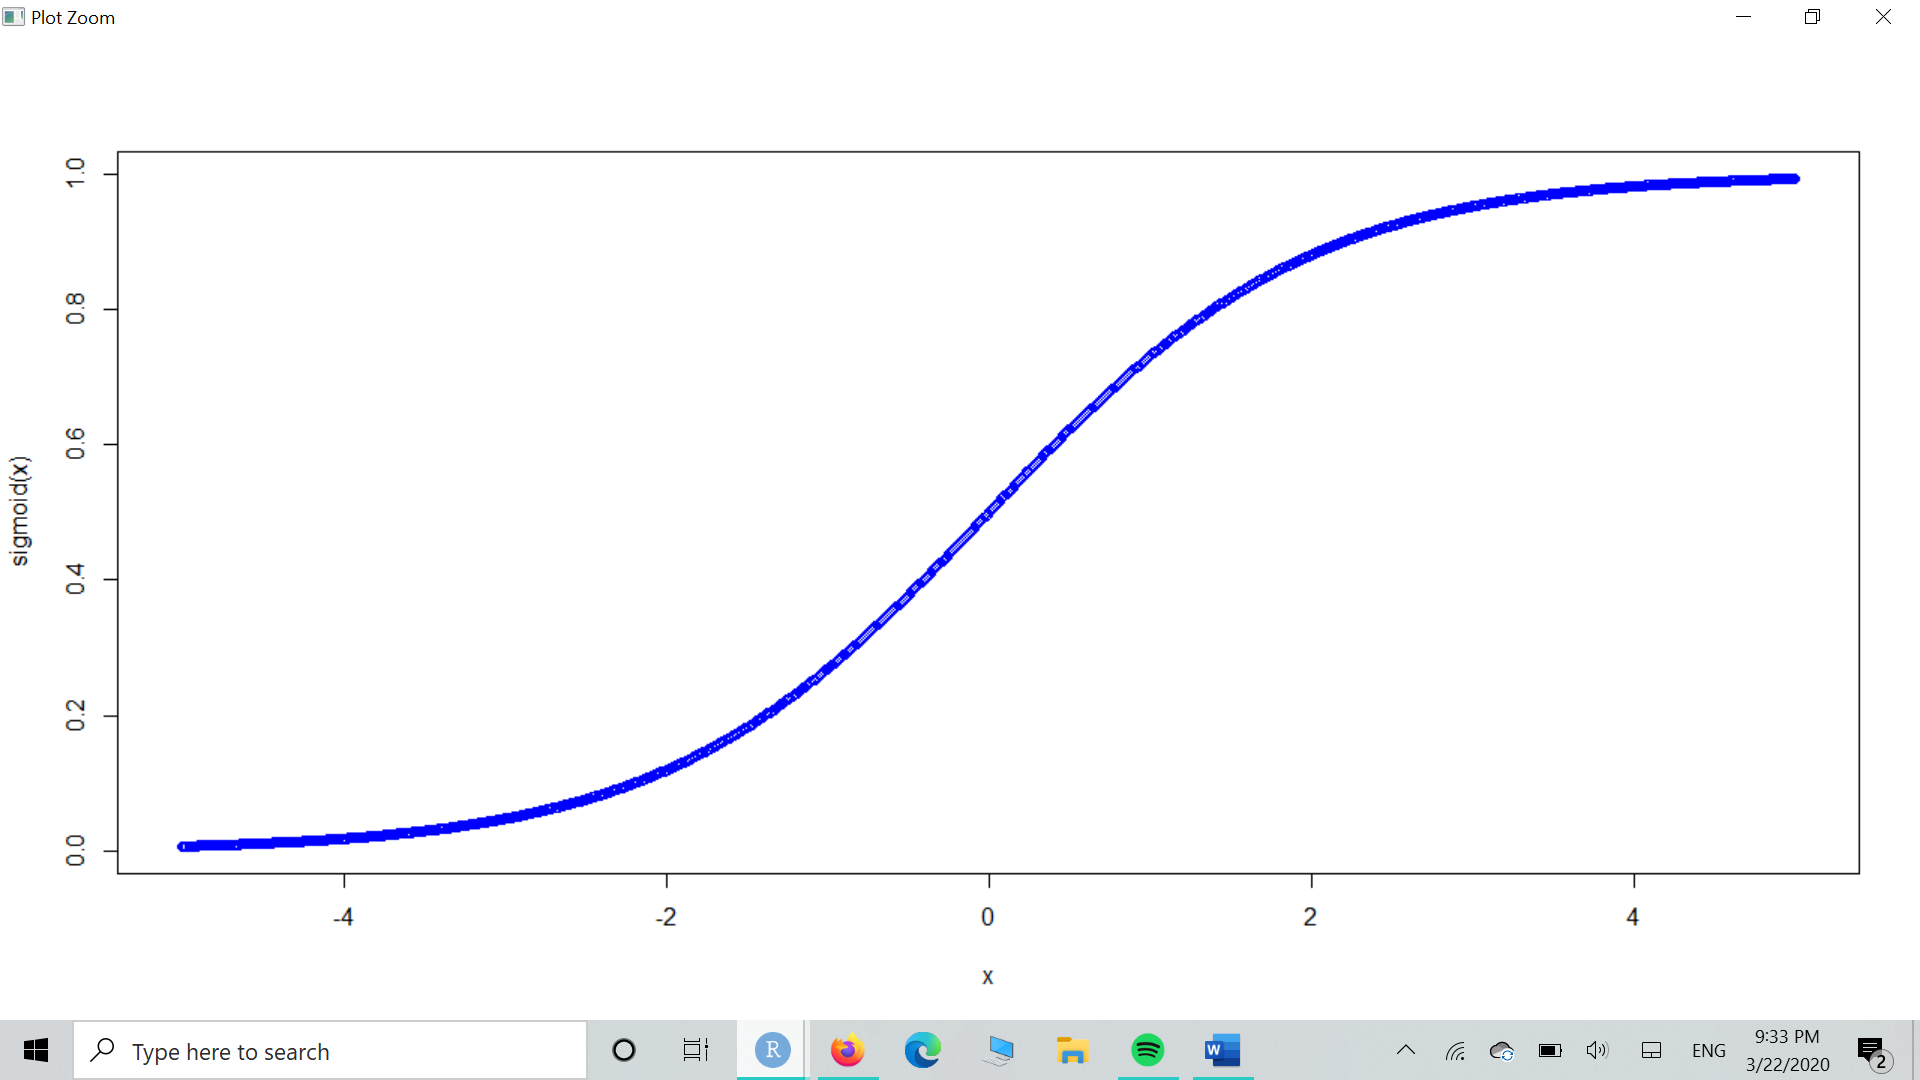 Plot Zoom
1.0
0.8
0.6
0.4
0.2
0.0
sigmoid(x)
-4 -2 0 2 4
x
Type here to search
R
W
ENG
9:33 PM
3/22/2020
2